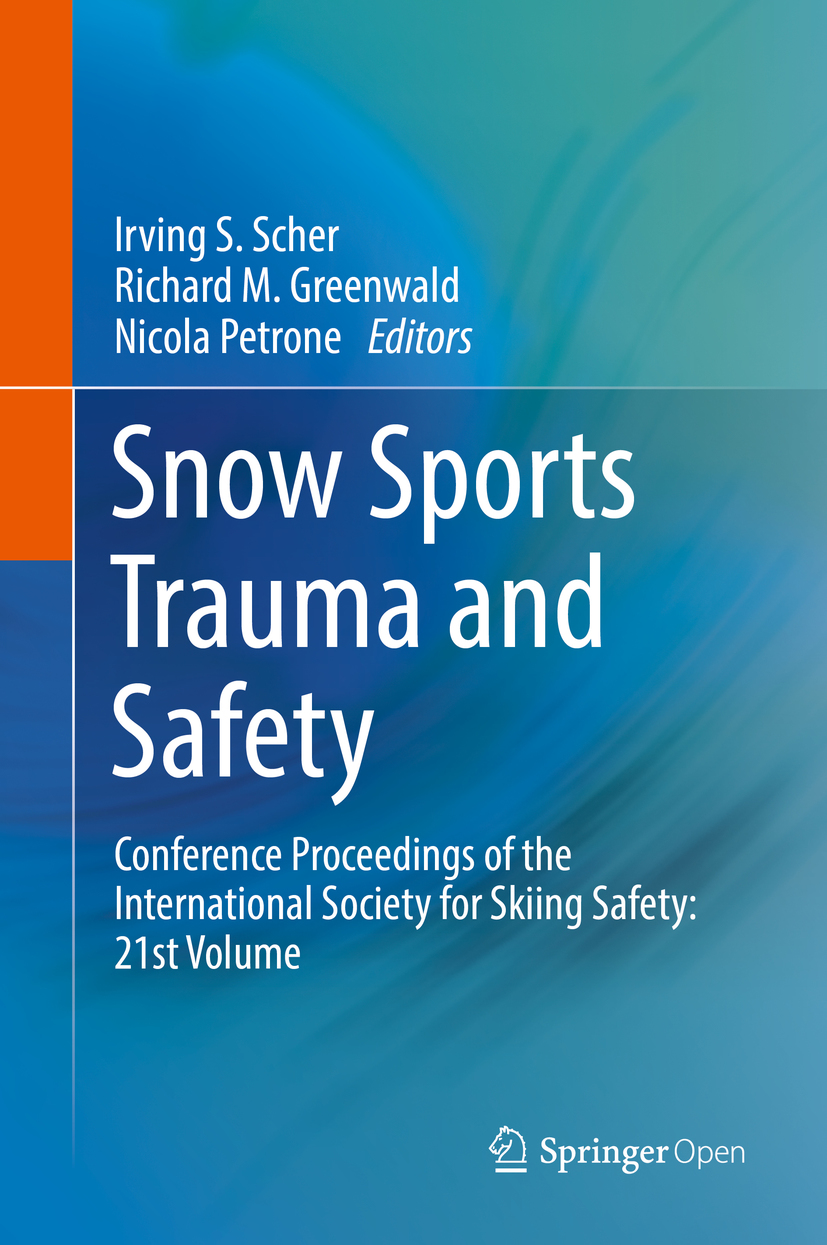 Irving S. Scher
Richard M. Greenwald
Nicola Petrone Editors
Snow Sports
Trauma and
Safety
Conference Proceedings of the
International Society for Skiing Safety:
21st Volume
Springer Open